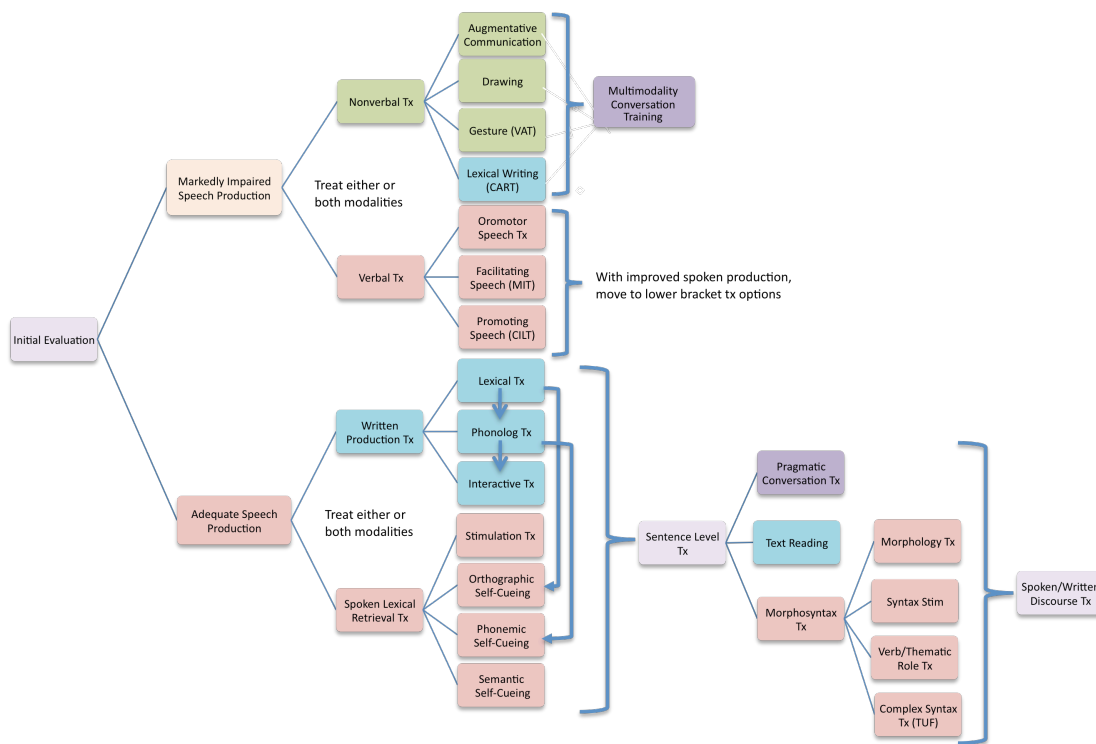 Augmentative
Communication
Drawing
Nonverbal Tx
Gesture (VAT)
Multimodality
Conversation
Training
Lexical Writing
(CART)
Markedly Impaired
Speech Production
Treat either or
both modalities
Oromotor
Speech Tx
Verbal Tx
Facilitating
Speech (MIT)
Promoting
Speech (CILT)
With improved spoken production,
move to lower bracket tx options
Initial Evaluation
Lexical Tx
Written
Production Tx
Phonolog Tx
Interactive Tx
Adequate Speech
Production
Treat either or
both modalities
Stimulation Tx
Orthographic
Self-Cueing
Spoken Lexical
Retrieval Tx
Phonemic
Self-Cueing
Semantic
Self-Cueing
Sentence Level
Tx
Pragmatic
Conversation Tx
Text Reading
Morphosyntax
Tx
Morphology Tx
Syntax Stim
Verb/Thematic
Role Tx
Complex Syntax
Tx (TUF)
Spoken/Written
Discourse Tx